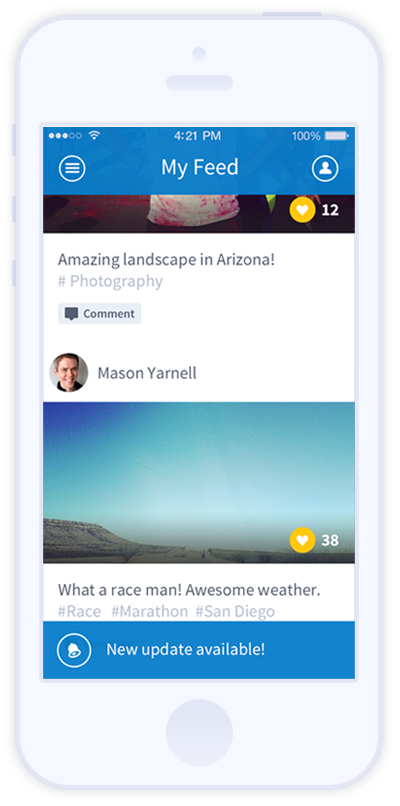 4:21 PM 100%
My Feed
12
Amazing landscape in Arizona!
# Photography
Comment
Mason Yarnell
38
What a race man! Awesome weather.
#Race #Marathon #San Diego
New update available!